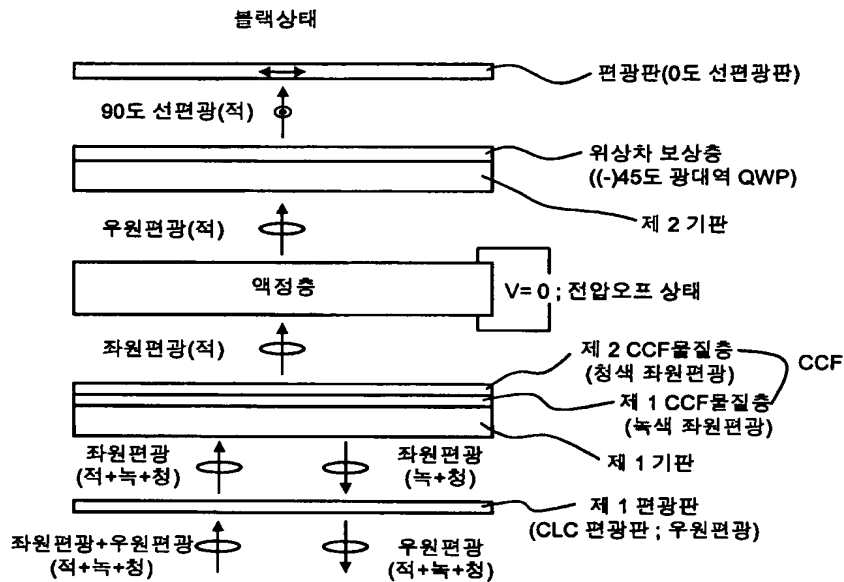 블랙상태
편광판(0도 선편광판)
90도 선편광(적)
위상차 보상층
((-)45도 광대역 QWP)
제 2 기판
우원편광(적)
액정층
V= 0 ; 전압오프 상태
좌원편광(적)
제 2 CCF물질층
(청색 좌원편광)
CCF
제 1 CCF물질층
(녹색 좌원편광)
좌원편광
(적+녹+청)
좌원편광
(녹+청)
제 1 기판
제 1 편광판
(CLC 편광판 ; 우원편광)
좌원편광+우원편광
(적+녹+청)
우원편광
(적+녹+청)